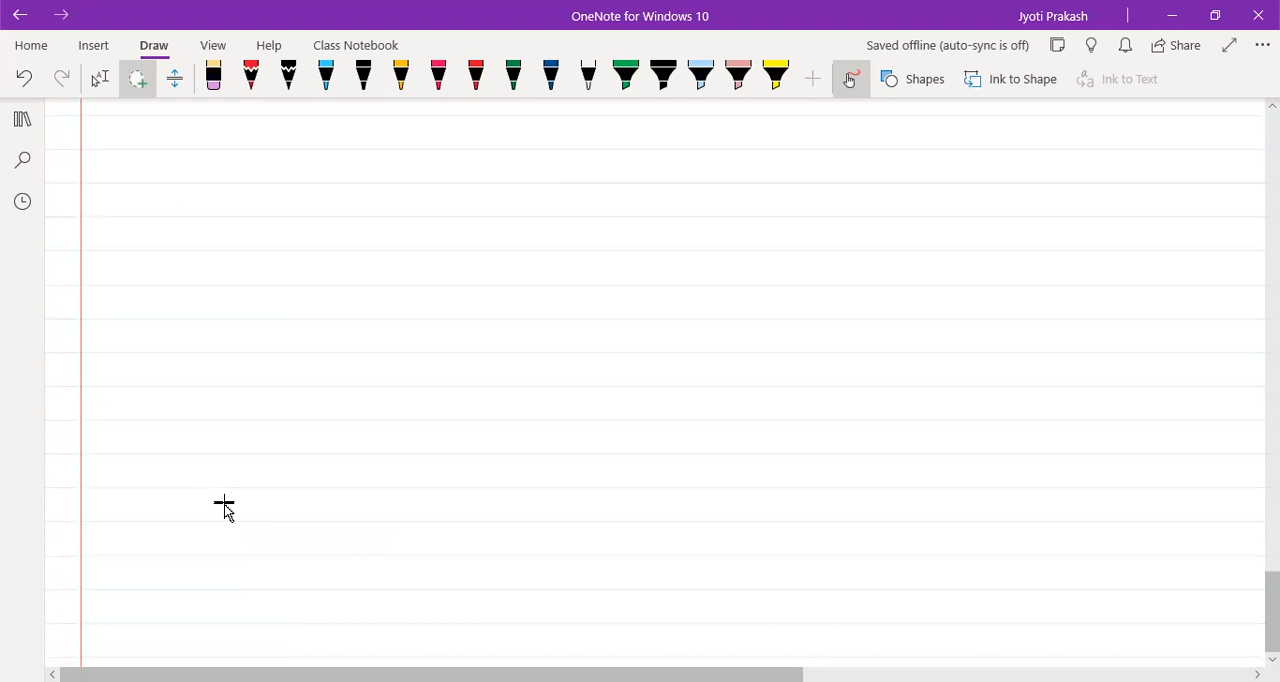 OneNote for Windows 10
Jyoti Prakash
Home Insert Draw View Help Class Notebook
Saved offline (auto-sync is off) Share
Shapes Ink to Shape Ink to Text